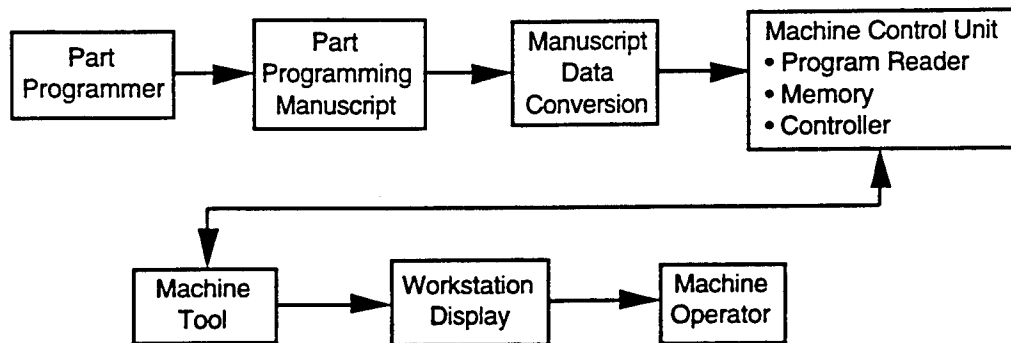 Part
Programmer
Part
Programming
Manuscript
Manuscript
Data
Conversion
Machine Control Unit
• Program Reader
• Memory
• Controller
Machine
Tool
Workstation
Display
Machine
Operator